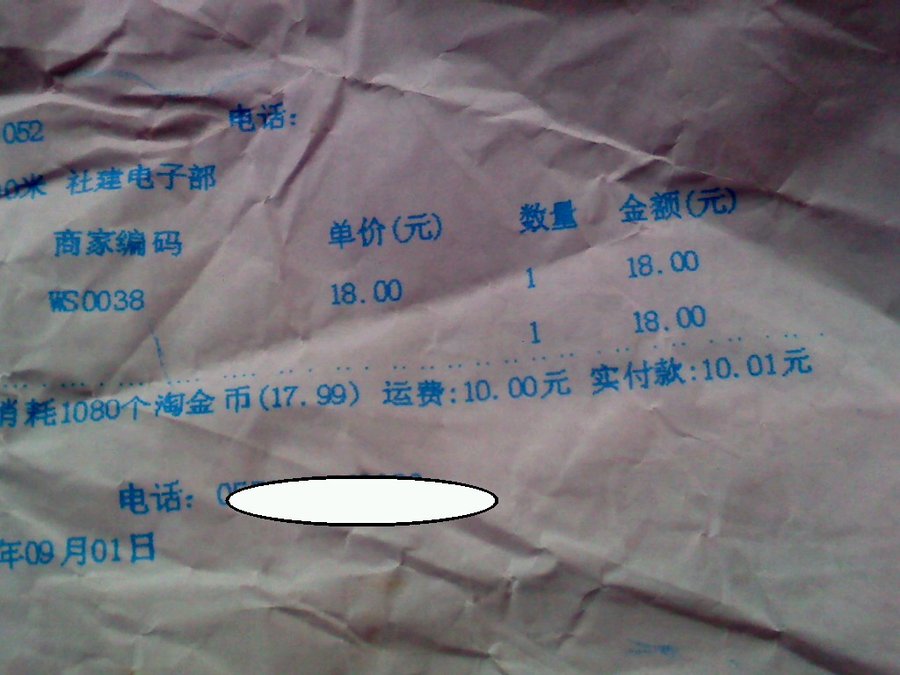 052 电话:
0米 社建电子部
商家编码 单价(元) 数量 金额(元)
WS0038 18.00 1 18.00
1 18.00
消耗1080个淘金币(17.99) 运费:10.00元 实付款:10.01元
电话: 05
年09月01日